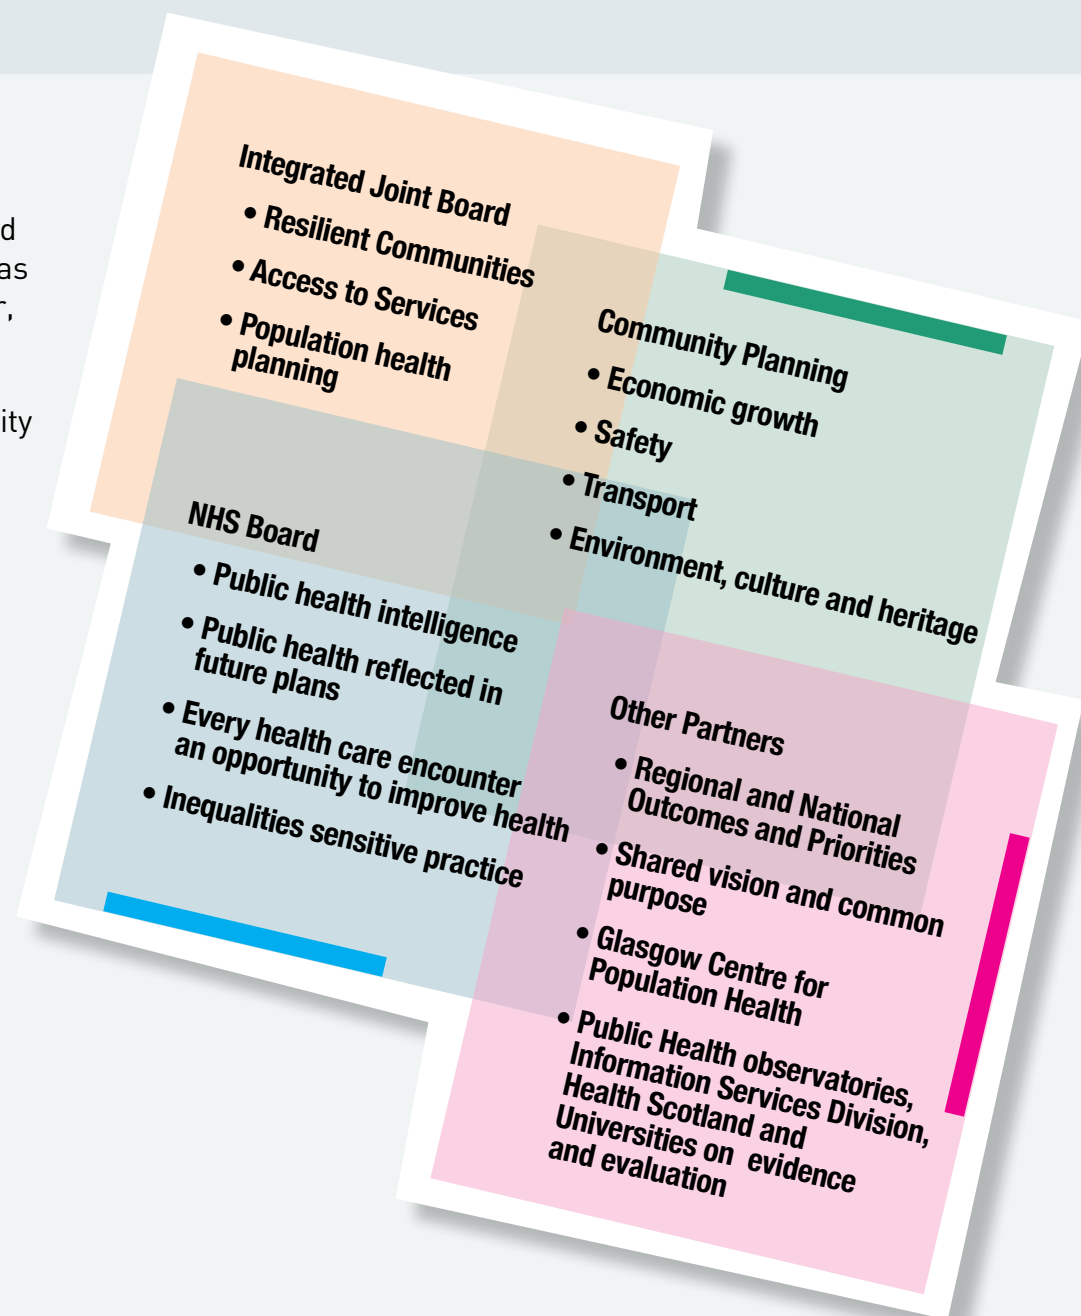 d
as
r,
ity
Integrated Joint Board
• Resilient Communities
• Access to Services
• Population health
planning
Community Planning
• Economic growth
• Safety
• Transport
• Environment, culture and heritage
NHS Board
• Public health intelligence
• Public health reflected in
future plans
• Every health care encounter
an opportunity to improve health
• Inequalities sensitive practice
Other Partners
• Regional and National
Outcomes and Priorities
• Shared vision and common
purpose
• Glasgow Centre for
Population Health
• Public Health observatories,
Information Services Division,
Health Scotland and
Universities on evidence
and evaluation